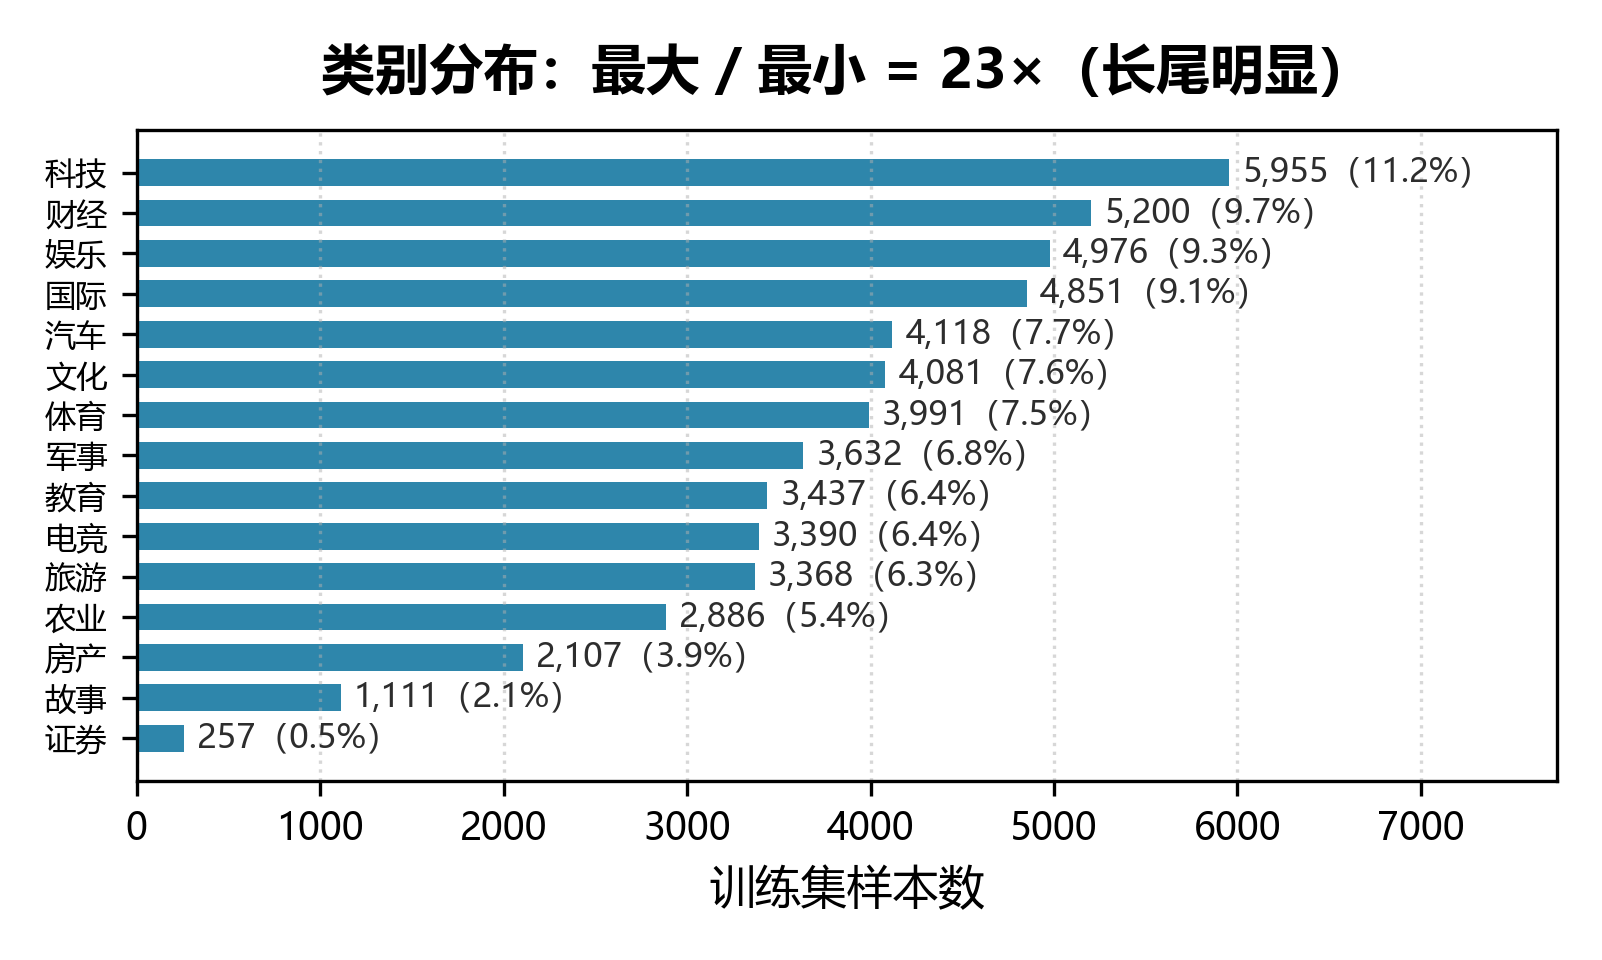 类别分布：最大 / 最小 = 23×（长尾明显）
科技 5,955 (11.2%)
财经 5,200 (9.7%)
娱乐 4,976 (9.3%)
国际 4,851 (9.1%)
汽车 4,118 (7.7%)
文化 4,081 (7.6%)
体育 3,991 (7.5%)
军事 3,632 (6.8%)
教育 3,437 (6.4%)
电竞 3,390 (6.4%)
旅游 3,368 (6.3%)
农业 2,886 (5.4%)
房产 2,107 (3.9%)
故事 1,111 (2.1%)
证券 257 (0.5%)
0 1000 2000 3000 4000 5000 6000 7000
训练集样本数